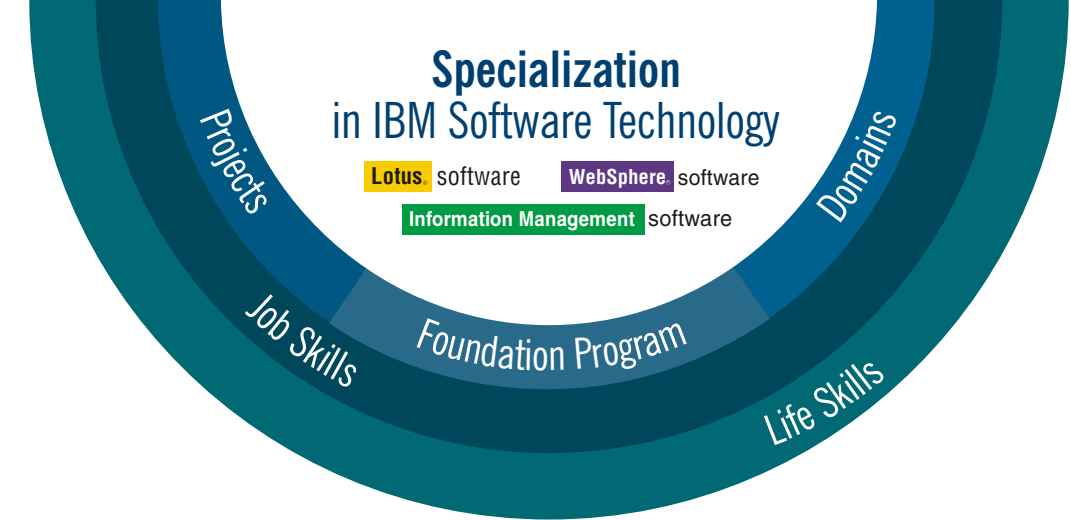 Specialization
in IBM Software Technology
Lotus® software
WebSphere® software
Information Management software
Projects
Domains
Foundation Program
Job Skills
Life Skills